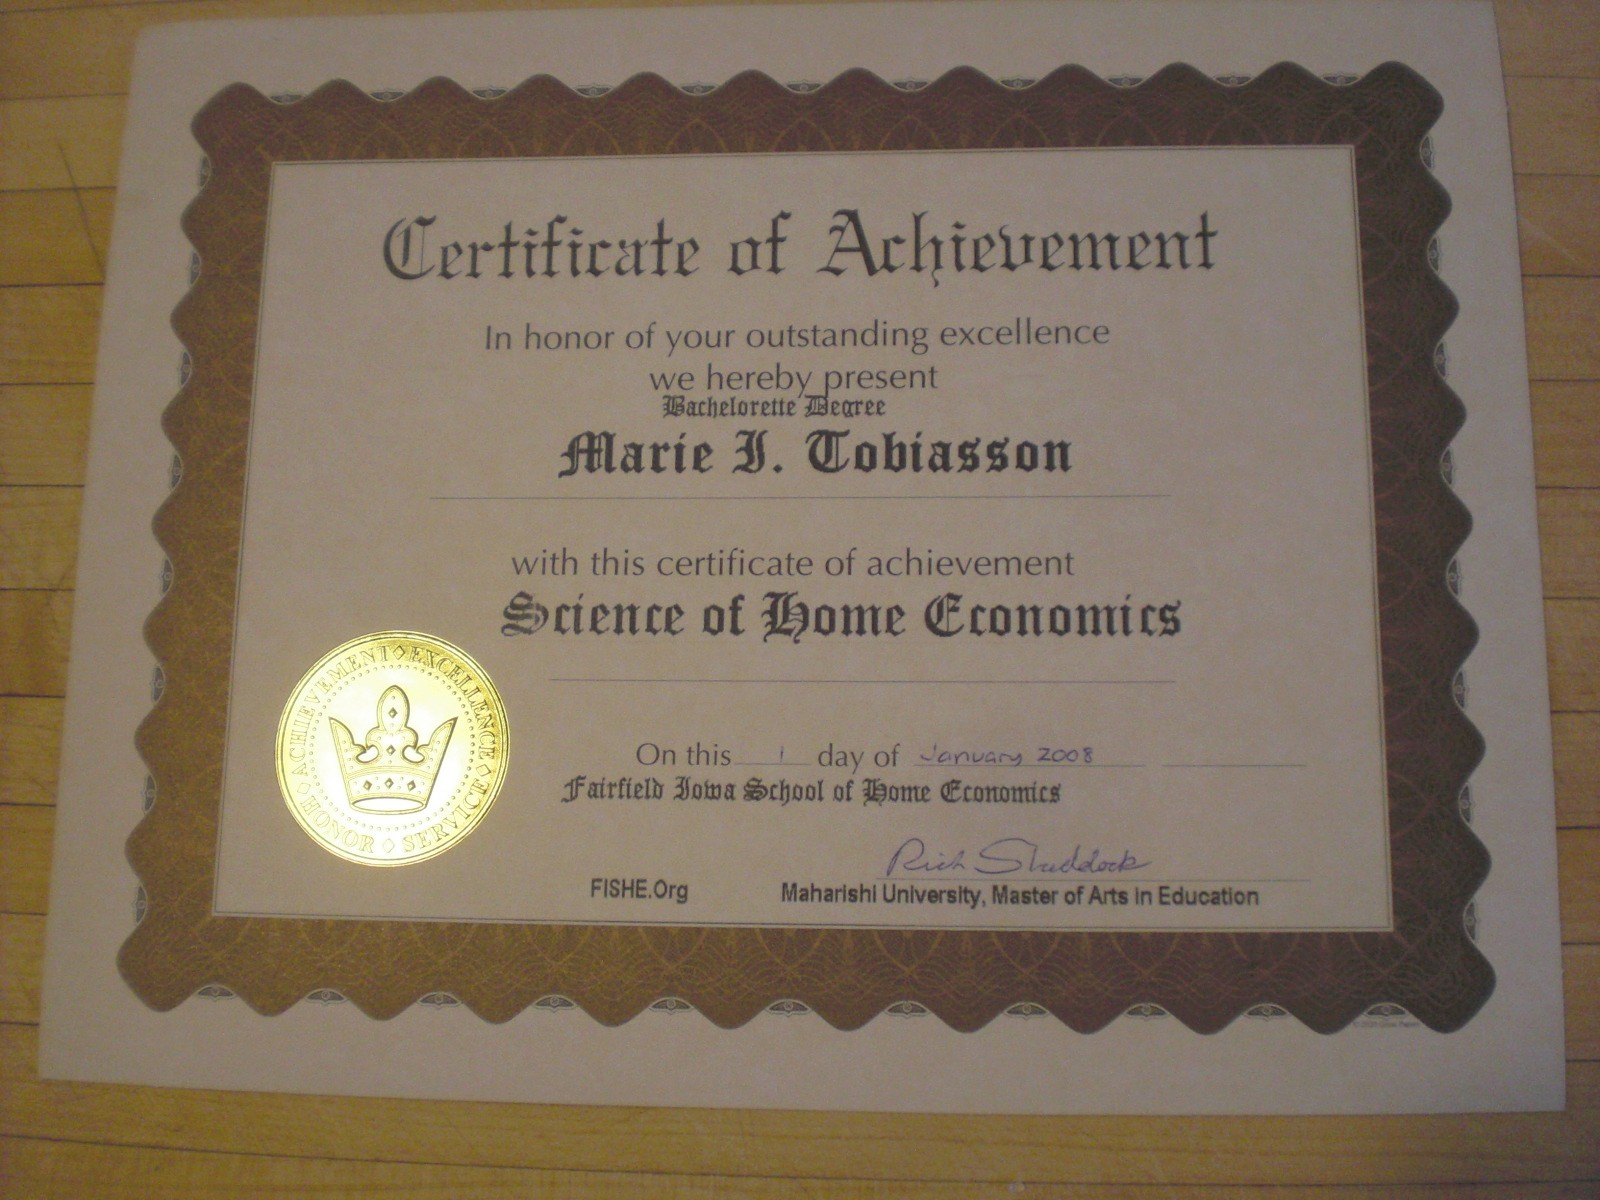 Certificate of Achievement
In honor of your outstanding excellence
we hereby present
Bachelorette Degree
Marie I. Tobiasson
with this certificate of achievement
Science of Home Economics
On this 1 day of January 2008
Fairfield Iowa School of Home Economics
Rich Shaddock
FISHE.Org Maharishi University, Master of Arts in Education
ACHIEVEMENT ◇ EXCELLENCE ◇ SERVICE ◇ HONOR ◇